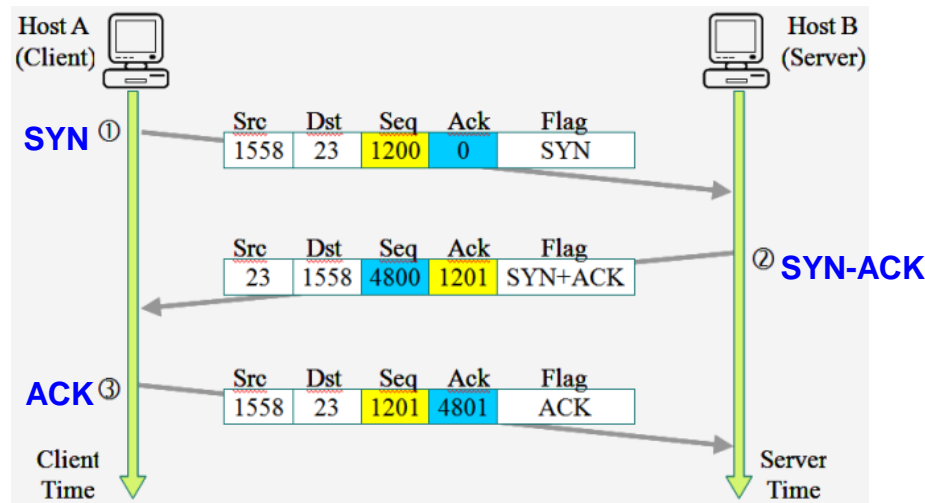 Host A
(Client)
Host B
(Server)
SYN ①
Src Dst Seq Ack Flag
1558 23 1200 0 SYN
Src Dst Seq Ack Flag
23 1558 4800 1201 SYN+ACK
② SYN-ACK
ACK ③
Src Dst Seq Ack Flag
1558 23 1201 4801 ACK
Client
Time
Server
Time